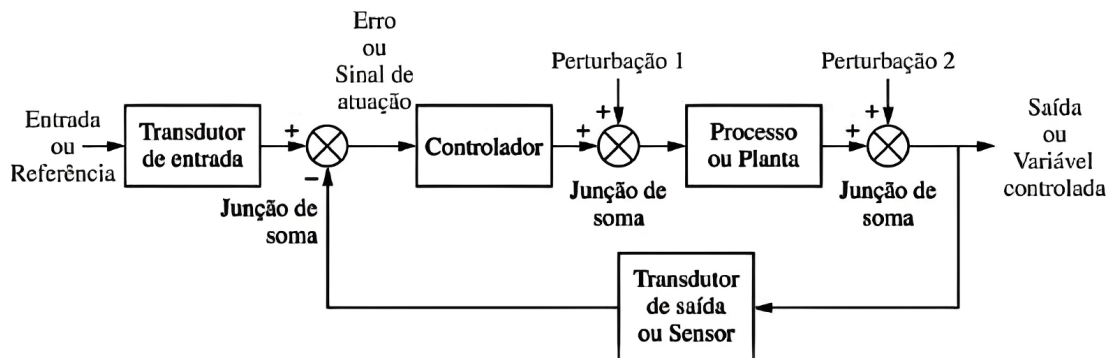 Entrada
ou
Referência
Transdutor
de entrada
+
−
Junção de
soma
Erro
ou
Sinal de
atuação
Controlador
Perturbação 1
+
+
Junção de
soma
Processo
ou Planta
Perturbação 2
+
+
Junção de
soma
Saída
ou
Variável
controlada
Transdutor
de saída
ou Sensor